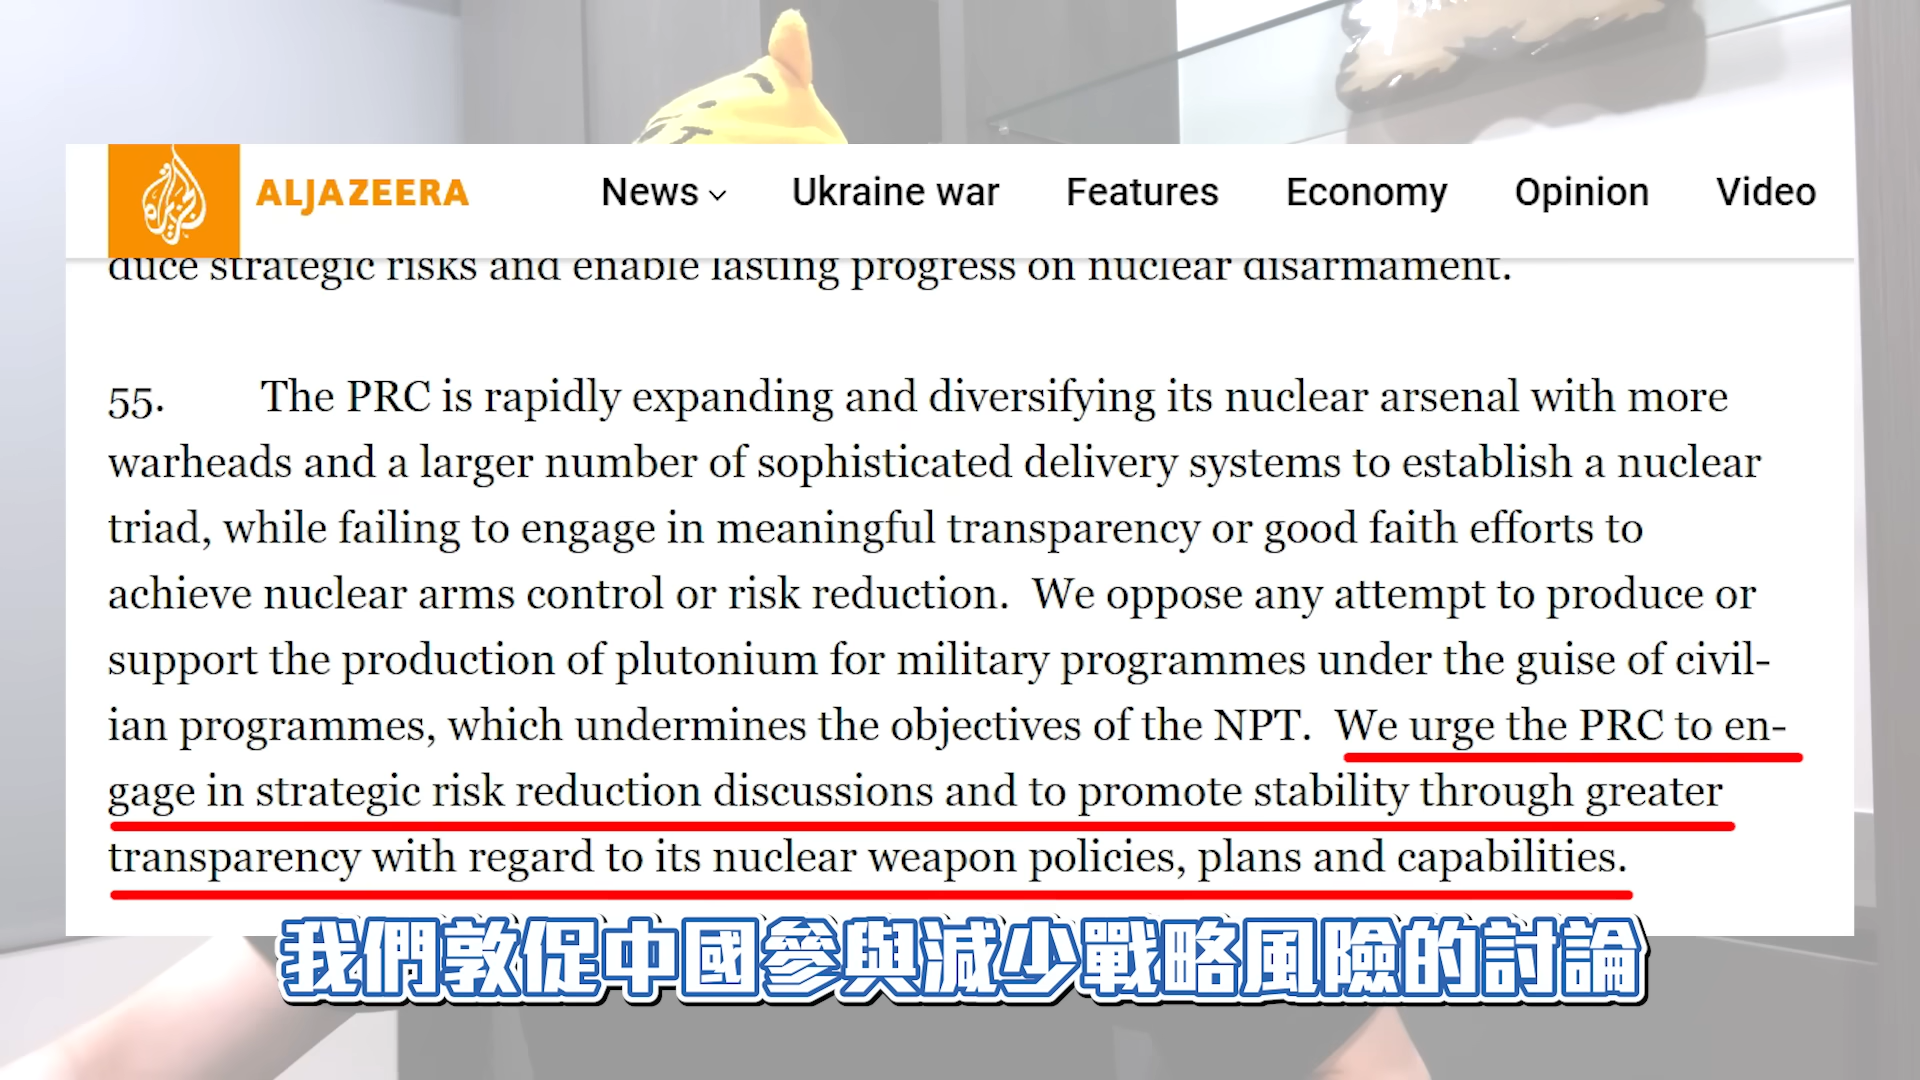 ALJAZEERA
News Ukraine war Features Economy Opinion Video
duce strategic risks and enable lasting progress on nuclear disarmament.
55. The PRC is rapidly expanding and diversifying its nuclear arsenal with more
warheads and a larger number of sophisticated delivery systems to establish a nuclear
triad, while failing to engage in meaningful transparency or good faith efforts to
achieve nuclear arms control or risk reduction. We oppose any attempt to produce or
support the production of plutonium for military programmes under the guise of civil-
ian programmes, which undermines the objectives of the NPT. We urge the PRC to en-
gage in strategic risk reduction discussions and to promote stability through greater
transparency with regard to its nuclear weapon policies, plans and capabilities.
我們敦促中國參與減少戰略風險的討論